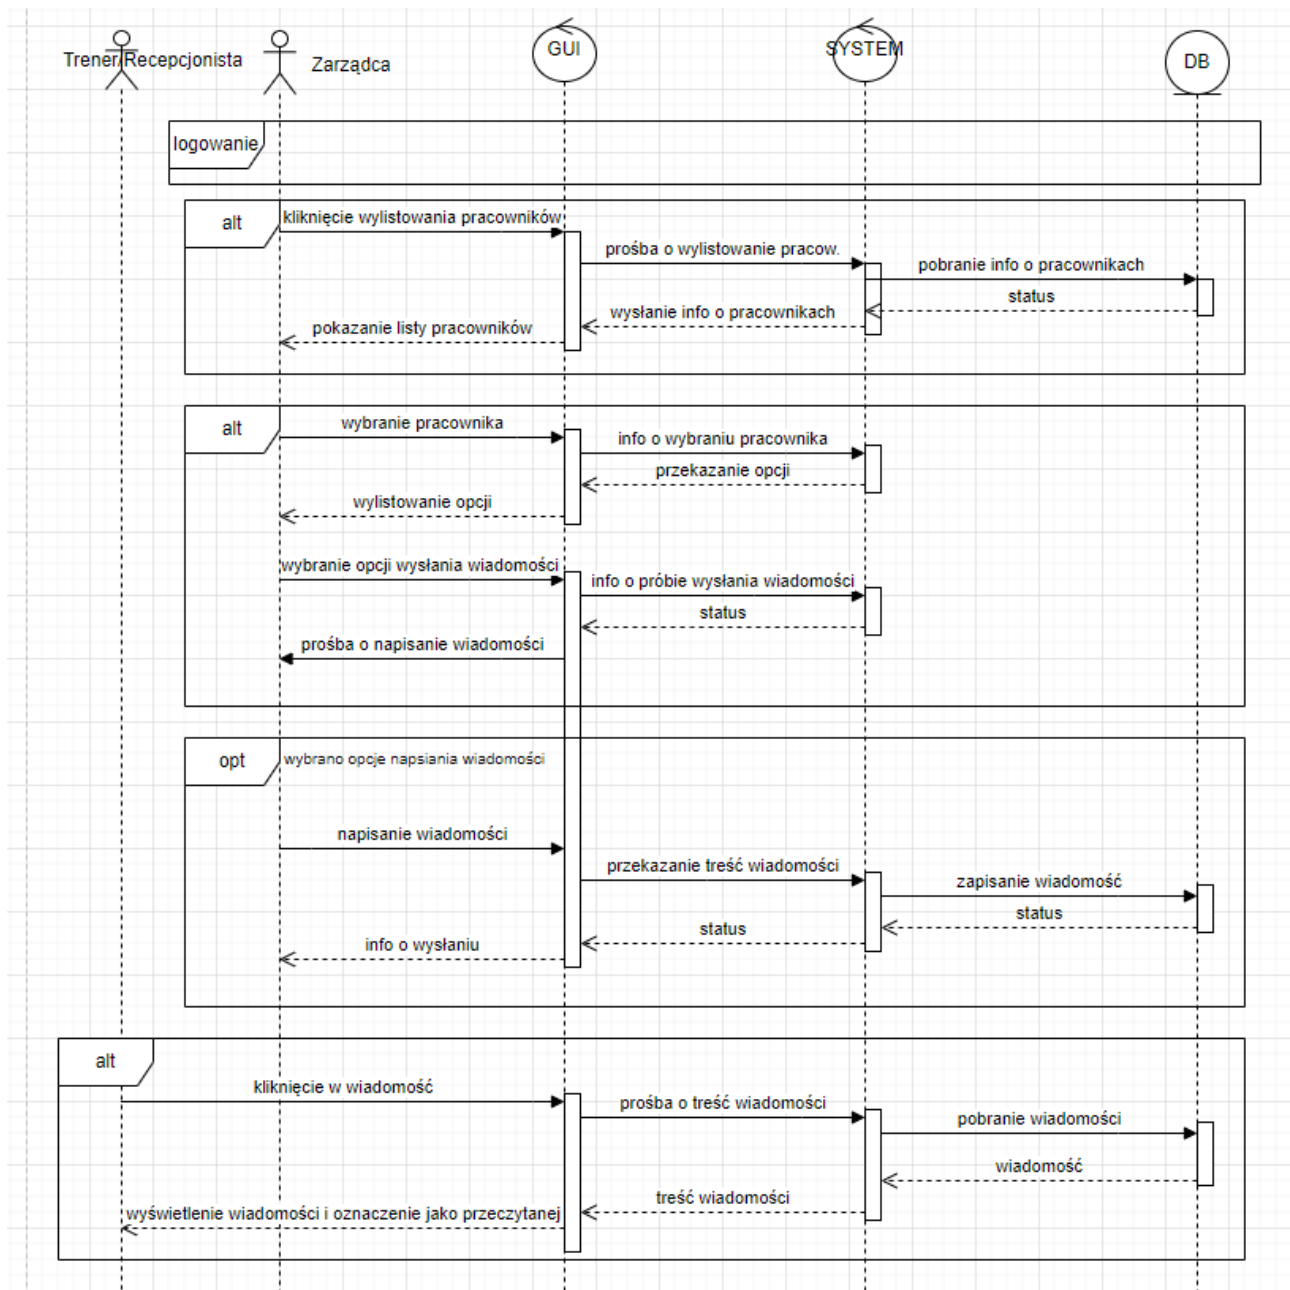 Trener/Recepcjonista
Zarządca
GUI
SYSTEM
DB
logowanie
alt
kliknięcie wylistowania pracowników
prośba o wylistowanie pracow.
pobranie info o pracownikach
status
wysłanie info o pracownikach
pokazanie listy pracowników
alt
wybranie pracownika
info o wybraniu pracownika
przekazanie opcji
wylistowanie opcji
wybranie opcji wysłania wiadomości
info o próbie wysłania wiadomości
status
prośba o napisanie wiadomości
opt
wybrano opcje napsiania wiadomości
napisanie wiadomości
przekazanie treść wiadomości
zapisanie wiadomość
status
status
info o wysłaniu
alt
kliknięcie w wiadomość
prośba o treść wiadomości
pobranie wiadomości
wiadomość
treść wiadomości
wyświetlenie wiadomości i oznaczenie jako przeczytanej